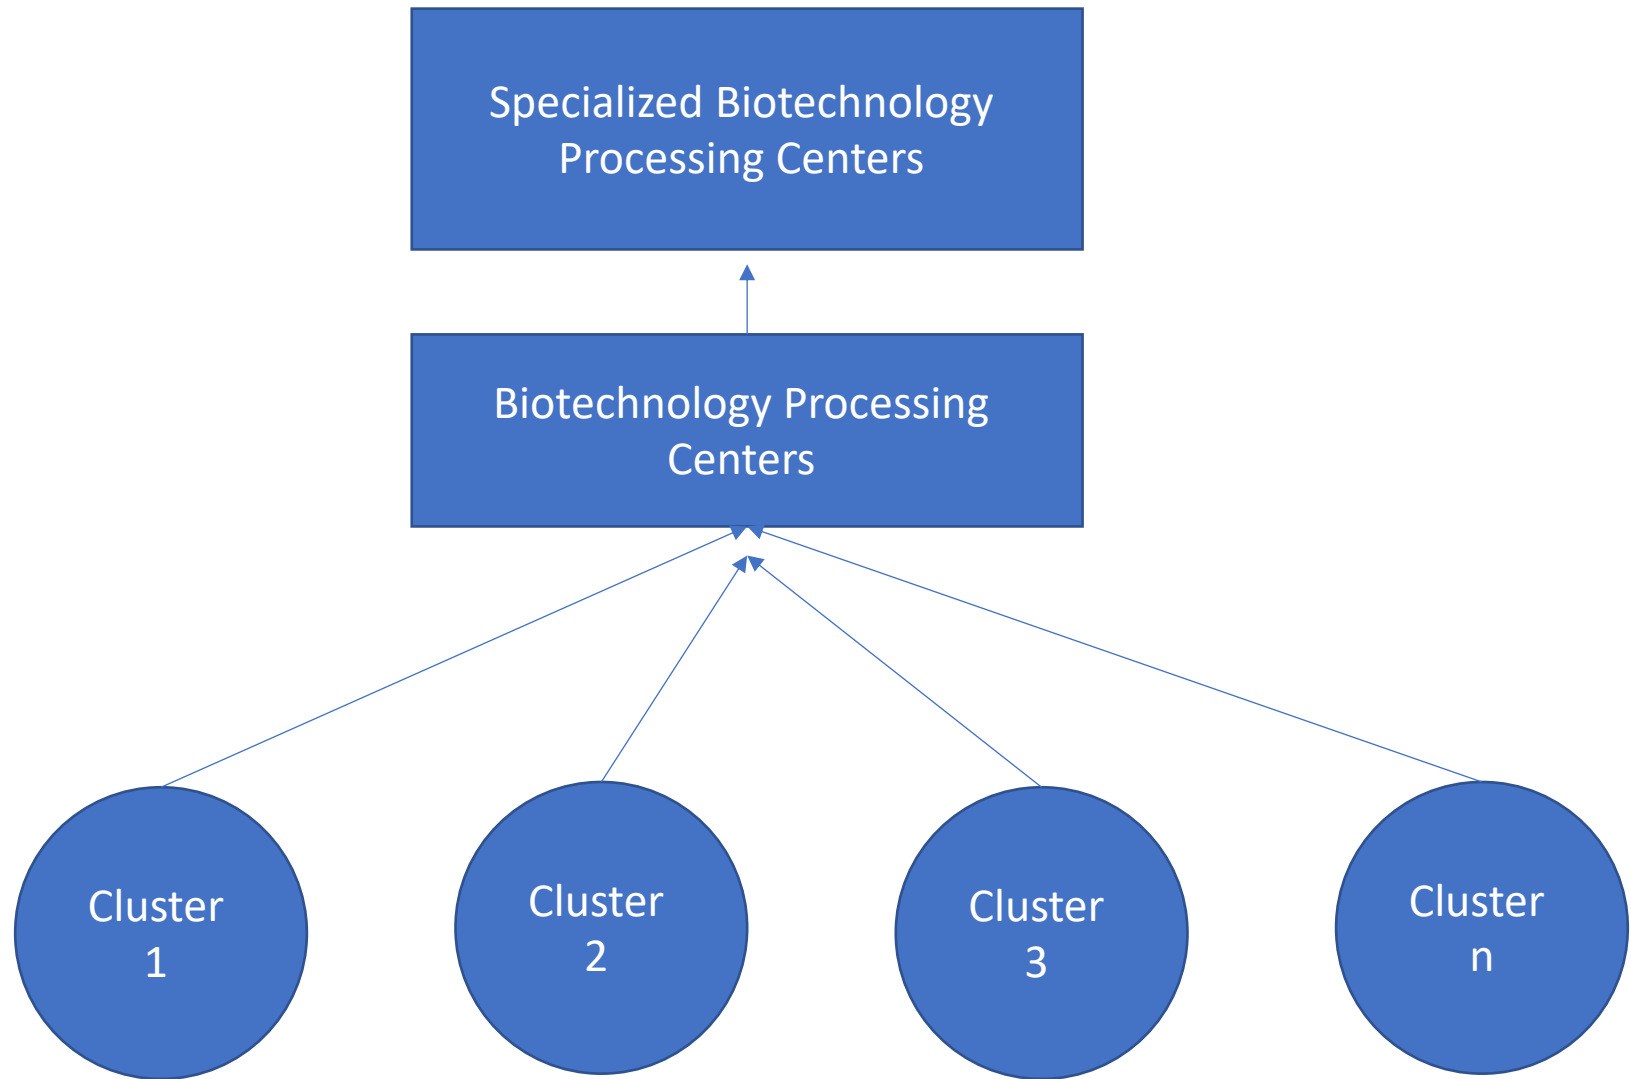 Specialized Biotechnology
Processing Centers
Biotechnology Processing
Centers
Cluster
1
Cluster
2
Cluster
3
Cluster
n